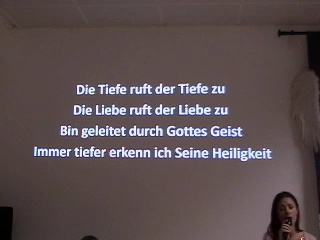 Die Tiefe ruft der Tiefe zu
Die Liebe ruft der Liebe zu
Bin geleitet durch Gottes Geist
Immer tiefer erkenn ich Seine Heiligkeit